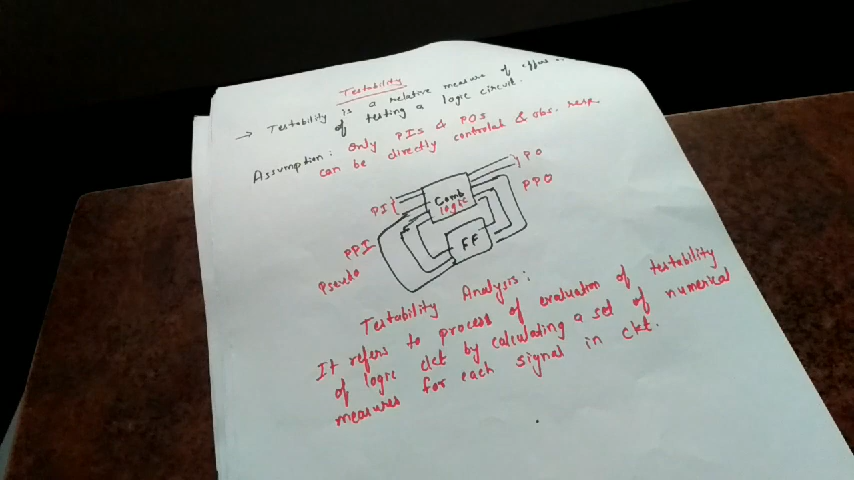 Testability
→ Testability is a relative measure of effort
of testing a logic circuit.
Assumption: Only PIs & POs
can be directly controlab & obs. resp.
PI
Comb
logic
PO
PPO
PPI
Pseudo
FF
Testability Analysis:
It refers to process of evaluation of testability
of logic ckt by calculating a set of numerical
measures for each signal in ckt.